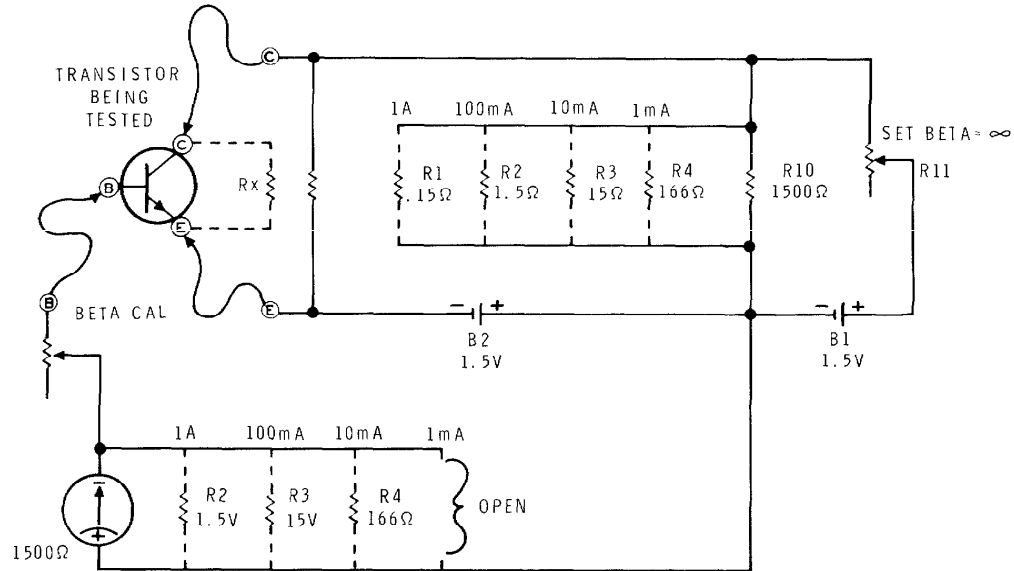 C
TRANSISTOR
BEING
TESTED
1A 100mA 10mA 1mA
SET BETA = ∞
C
B
Rx
R1
.15Ω
R2
1.5Ω
R3
15Ω
R4
166Ω
R10
1500Ω
R11
E
B
BETA CAL
E
- +
B2
1.5V
- +
B1
1.5V
1A 100mA 10mA 1mA
-
+
1500Ω
R2
1.5V
R3
15V
R4
166Ω
OPEN